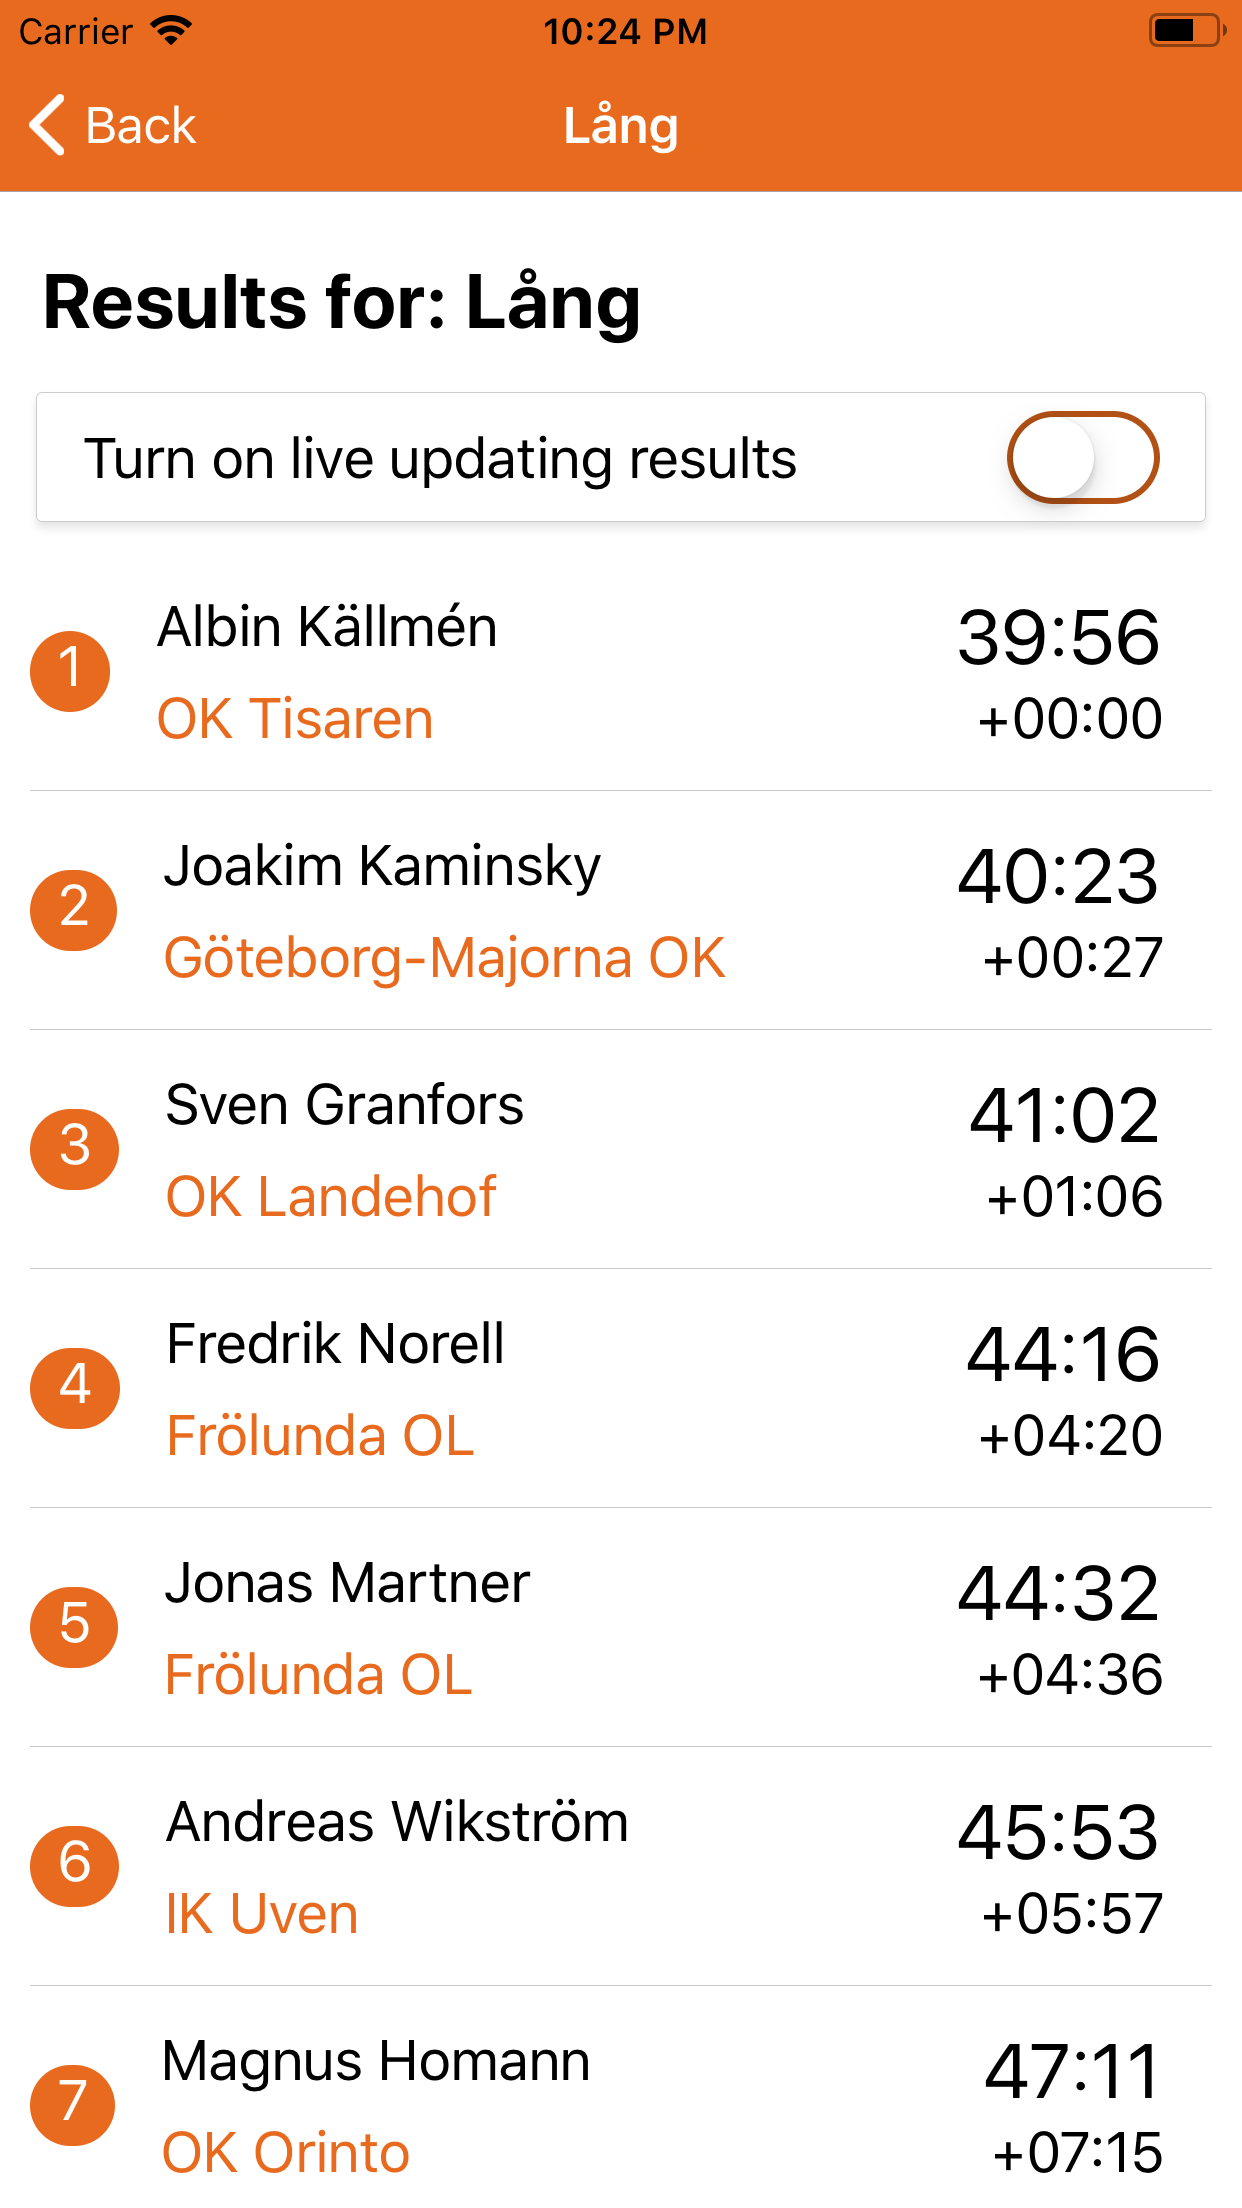 Carrier 10:24 PM
Back Lång
Results for: Lång
Turn on live updating results
1 Albin Källmén 39:56
OK Tisaren +00:00
2 Joakim Kaminsky 40:23
Göteborg-Majorna OK +00:27
3 Sven Granfors 41:02
OK Landehof +01:06
4 Fredrik Norell 44:16
Frölunda OL +04:20
5 Jonas Martner 44:32
Frölunda OL +04:36
6 Andreas Wikström 45:53
IK Uven +05:57
7 Magnus Homann 47:11
OK Orinto +07:15